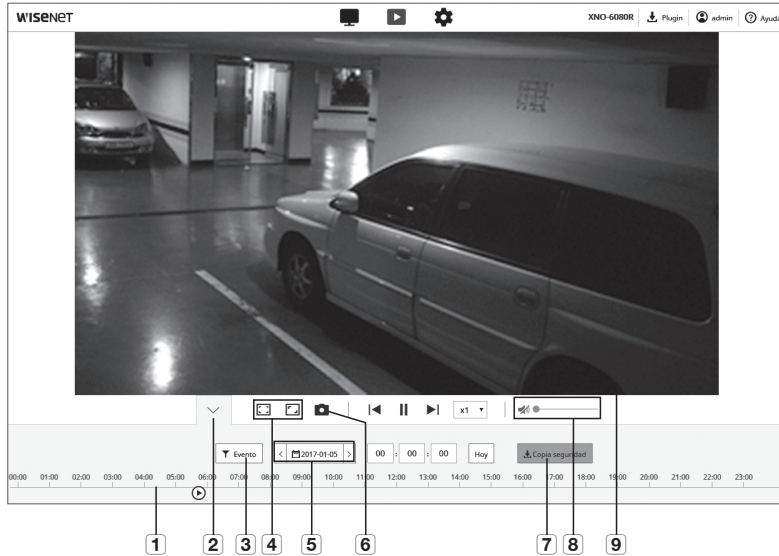 WISENET
XNO-6080R Plugin admin Ayuda
x1
Evento 2017-01-05 00 : 00 : 00 Hoy Copia seguridad
00:00 01:00 02:00 03:00 04:00 05:00 06:00 07:00 08:00 09:00 10:00 11:00 12:00 13:00 14:00 15:00 16:00 17:00 18:00 19:00 20:00 21:00 22:00 23:00
1 2 3 4 5 6 7 8 9